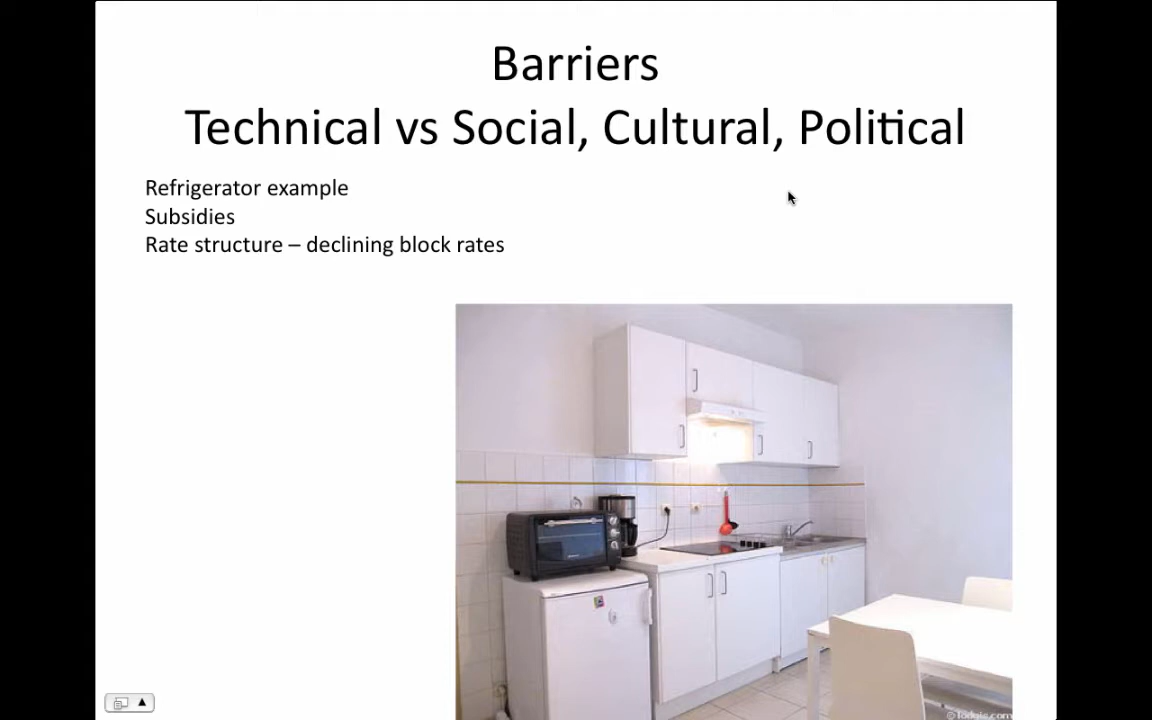 Barriers
Technical vs Social, Cultural, Political
Refrigerator example
Subsidies
Rate structure – declining block rates